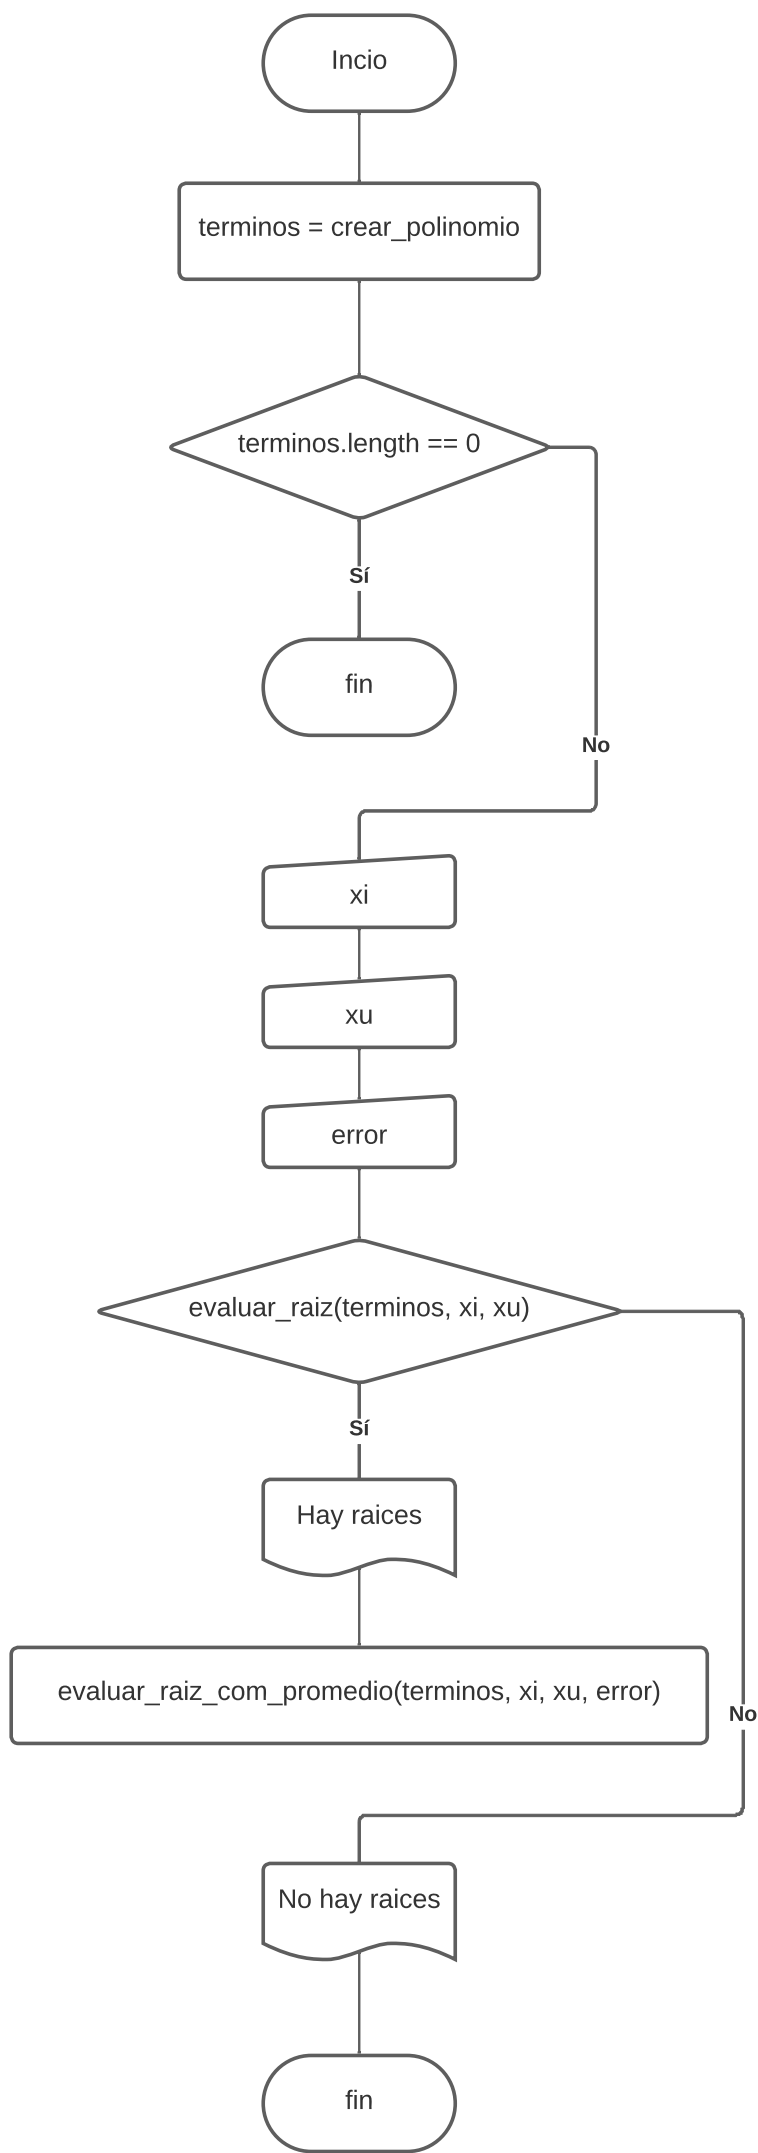 Incio
terminos = crear_polinomio
terminos.length == 0
Sí
fin
No
xi
xu
error
evaluar_raiz(terminos, xi, xu)
Sí
Hay raices
evaluar_raiz_com_promedio(terminos, xi, xu, error)
No
No hay raices
fin